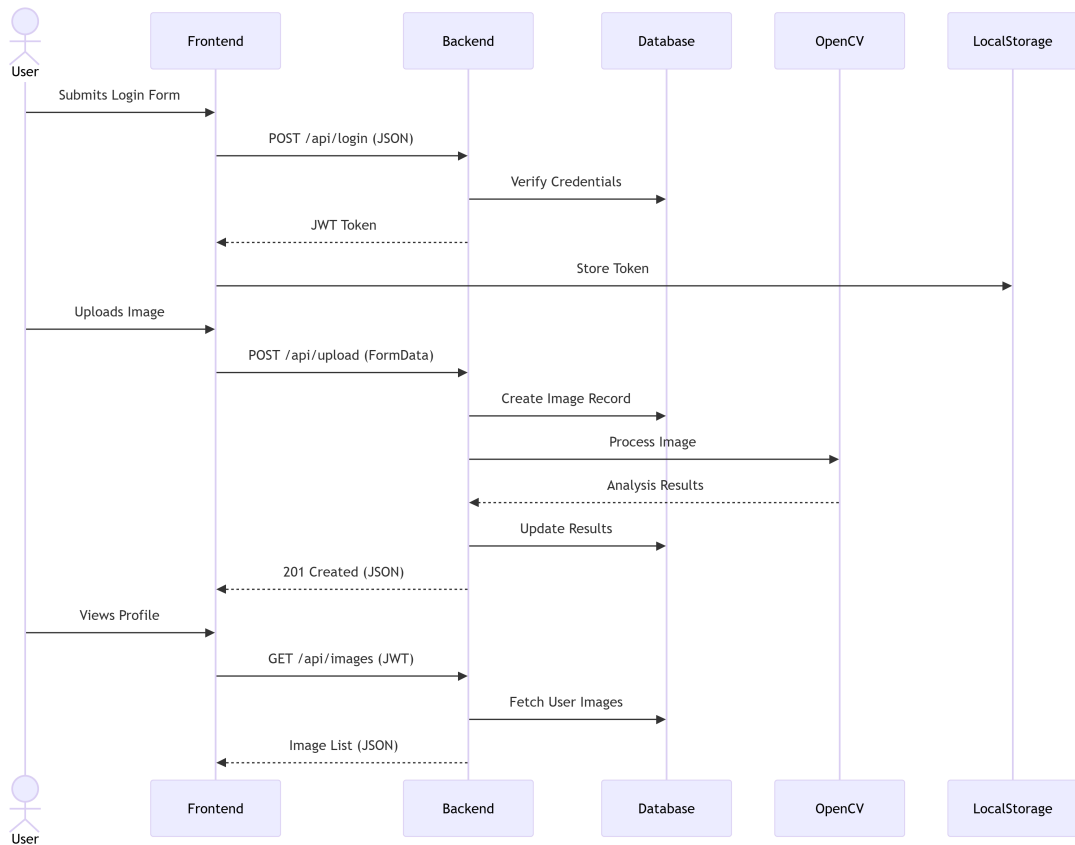 User
Frontend
Backend
Database
OpenCV
LocalStorage
Submits Login Form
POST /api/login (JSON)
Verify Credentials
JWT Token
Store Token
Uploads Image
POST /api/upload (FormData)
Create Image Record
Process Image
Analysis Results
Update Results
201 Created (JSON)
Views Profile
GET /api/images (JWT)
Fetch User Images
Image List (JSON)
User
Frontend
Backend
Database
OpenCV
LocalStorage